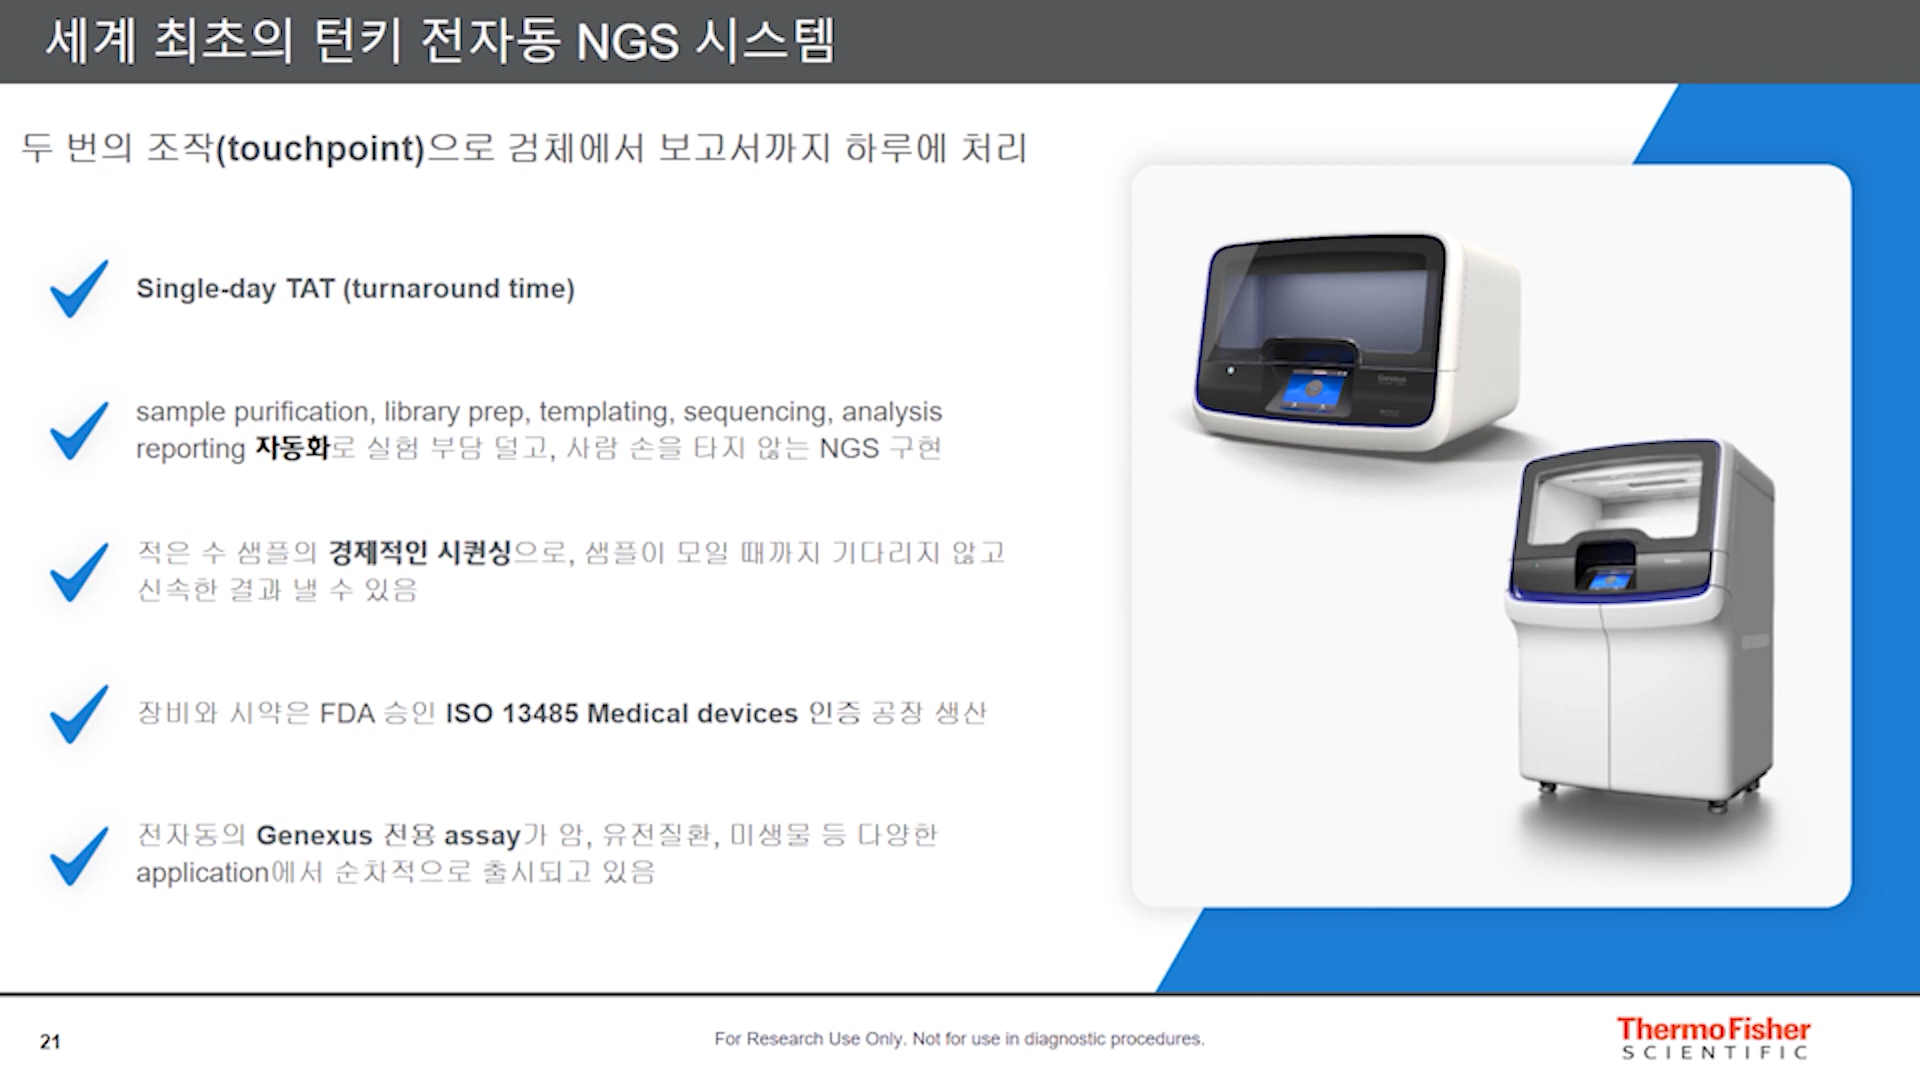 세계 최초의 턴키 전자동 NGS 시스템
두 번의 조작(touchpoint)으로 검체에서 보고서까지 하루에 처리
Single-day TAT (turnaround time)
sample purification, library prep, templating, sequencing, analysis
reporting 자동화로 실험 부담 덜고, 사람 손을 타지 않는 NGS 구현
적은 수 샘플의 경제적인 시퀀싱으로, 샘플이 모일 때까지 기다리지 않고
신속한 결과 낼 수 있음
장비와 시약은 FDA 승인 ISO 13485 Medical devices 인증 공장 생산
전자동의 Genexus 전용 assay가 암, 유전질환, 미생물 등 다양한
application에서 순차적으로 출시되고 있음
21
For Research Use Only. Not for use in diagnostic procedures.
ThermoFisher
SCIENTIFIC